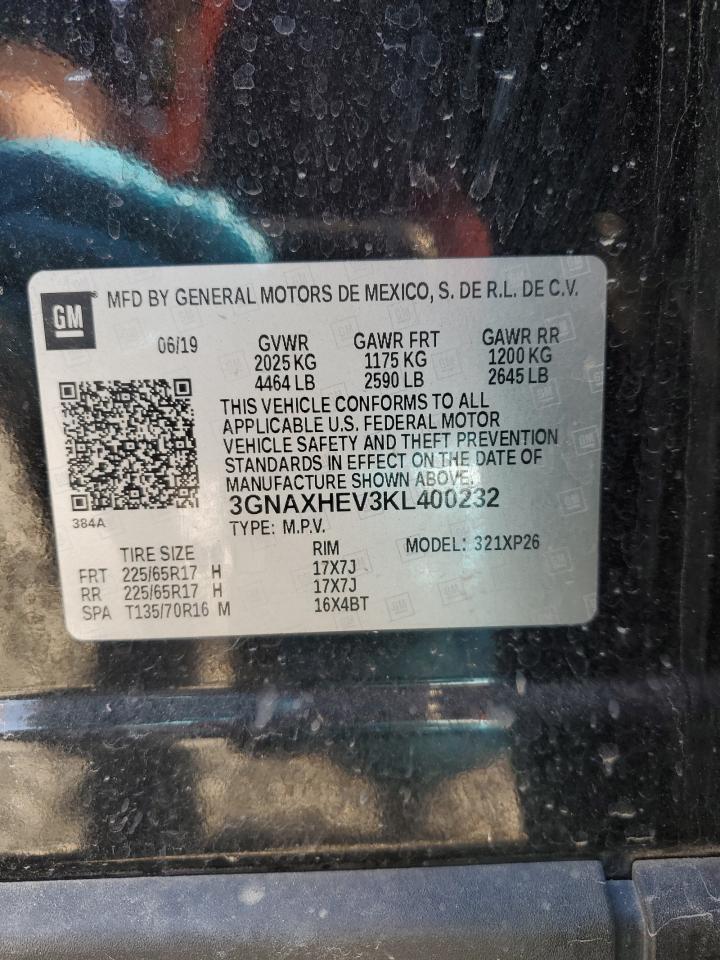 GM ® MFD BY GENERAL MOTORS DE MEXICO, S. DE R.L. DE C.V.
06/19 GVWR GAWR FRT GAWR RR
2025 KG 1175 KG 1200 KG
4464 LB 2590 LB 2645 LB
THIS VEHICLE CONFORMS TO ALL
APPLICABLE U.S. FEDERAL MOTOR
VEHICLE SAFETY AND THEFT PREVENTION
STANDARDS IN EFFECT ON THE DATE OF
MANUFACTURE SHOWN ABOVE.
3GNAXHEV3KL400232
384A
TYPE: M.P.V.
TIRE SIZE RIM MODEL: 321XP26
FRT 225/65R17 H 17X7J
RR 225/65R17 H 17X7J
SPA T135/70R16 M 16X4BT